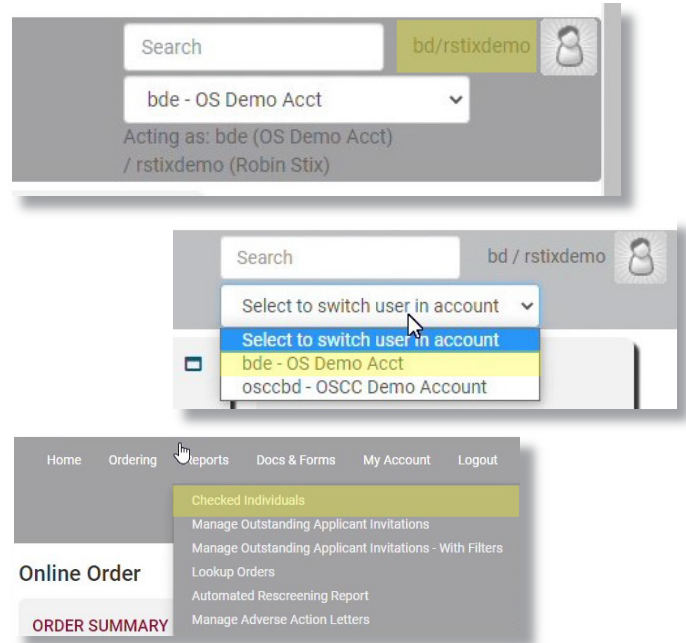 Search
bd/rstixdemo
bde - OS Demo Acct
Acting as: bde (OS Demo Acct)
/ rstixdemo (Robin Stix)
Search
bd / rstixdemo
Select to switch user in account
Select to switch user in account
bde - OS Demo Acct
osccbd - OSCC Demo Account
Home Ordering Reports Docs & Forms My Account Logout
Checked Individuals
Manage Outstanding Applicant Invitations
Manage Outstanding Applicant Invitations - With Filters
Online Order
Lookup Orders
Automated Rescreening Report
ORDER SUMMARY
Manage Adverse Action Letters